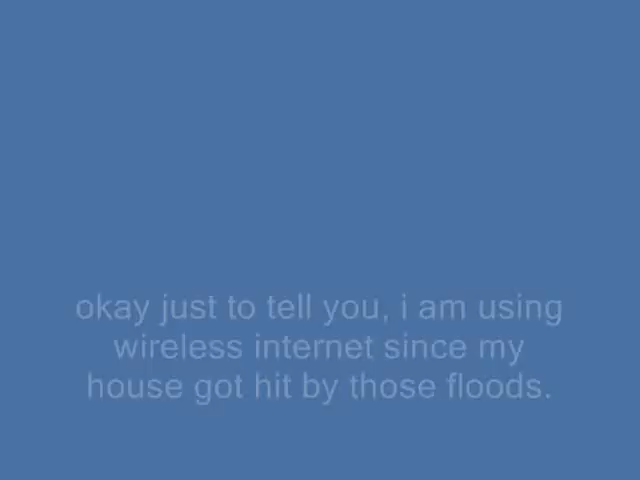 okay just to tell you, i am using
wireless internet since my
house got hit by those floods.